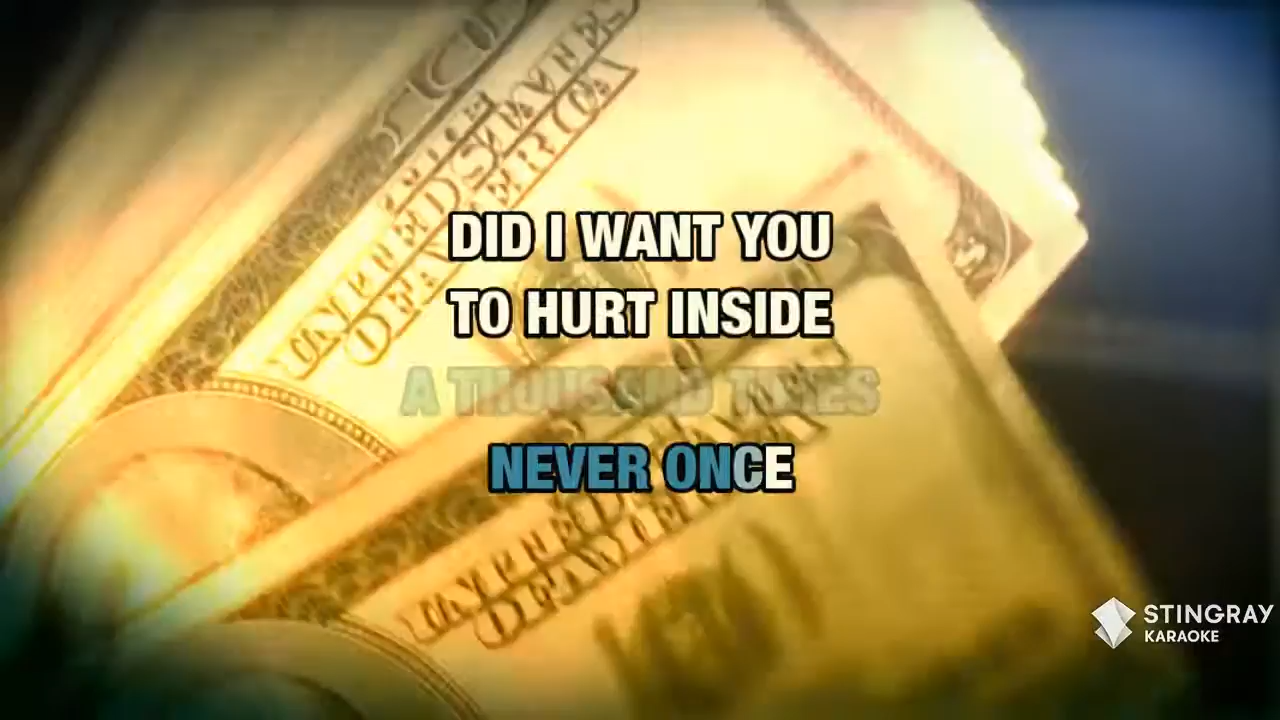 DID I WANT YOU
TO HURT INSIDE
A THOUSAND TIMES
NEVER ONCE
STINGRAY
KARAOKE